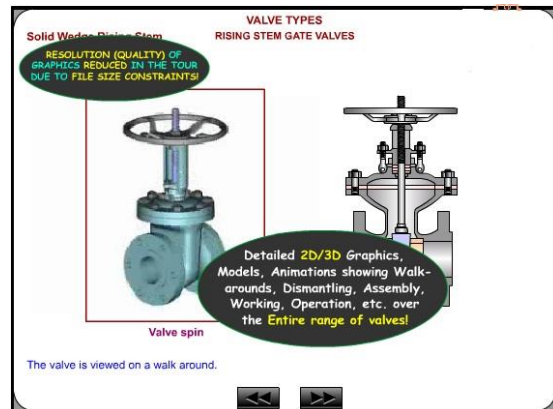 VALVE TYPES
Solid Wedge Rising Stem
RISING STEM GATE VALVES
RESOLUTION (QUALITY) OF
GRAPHICS REDUCED IN THE TOUR
DUE TO FILE SIZE CONSTRAINTS!
Detailed 2D/3D Graphics,
Models, Animations showing Walk-
arounds, Dismantling, Assembly,
Working, Operation, etc. over
the Entire range of valves!
Valve spin
The valve is viewed on a walk around.